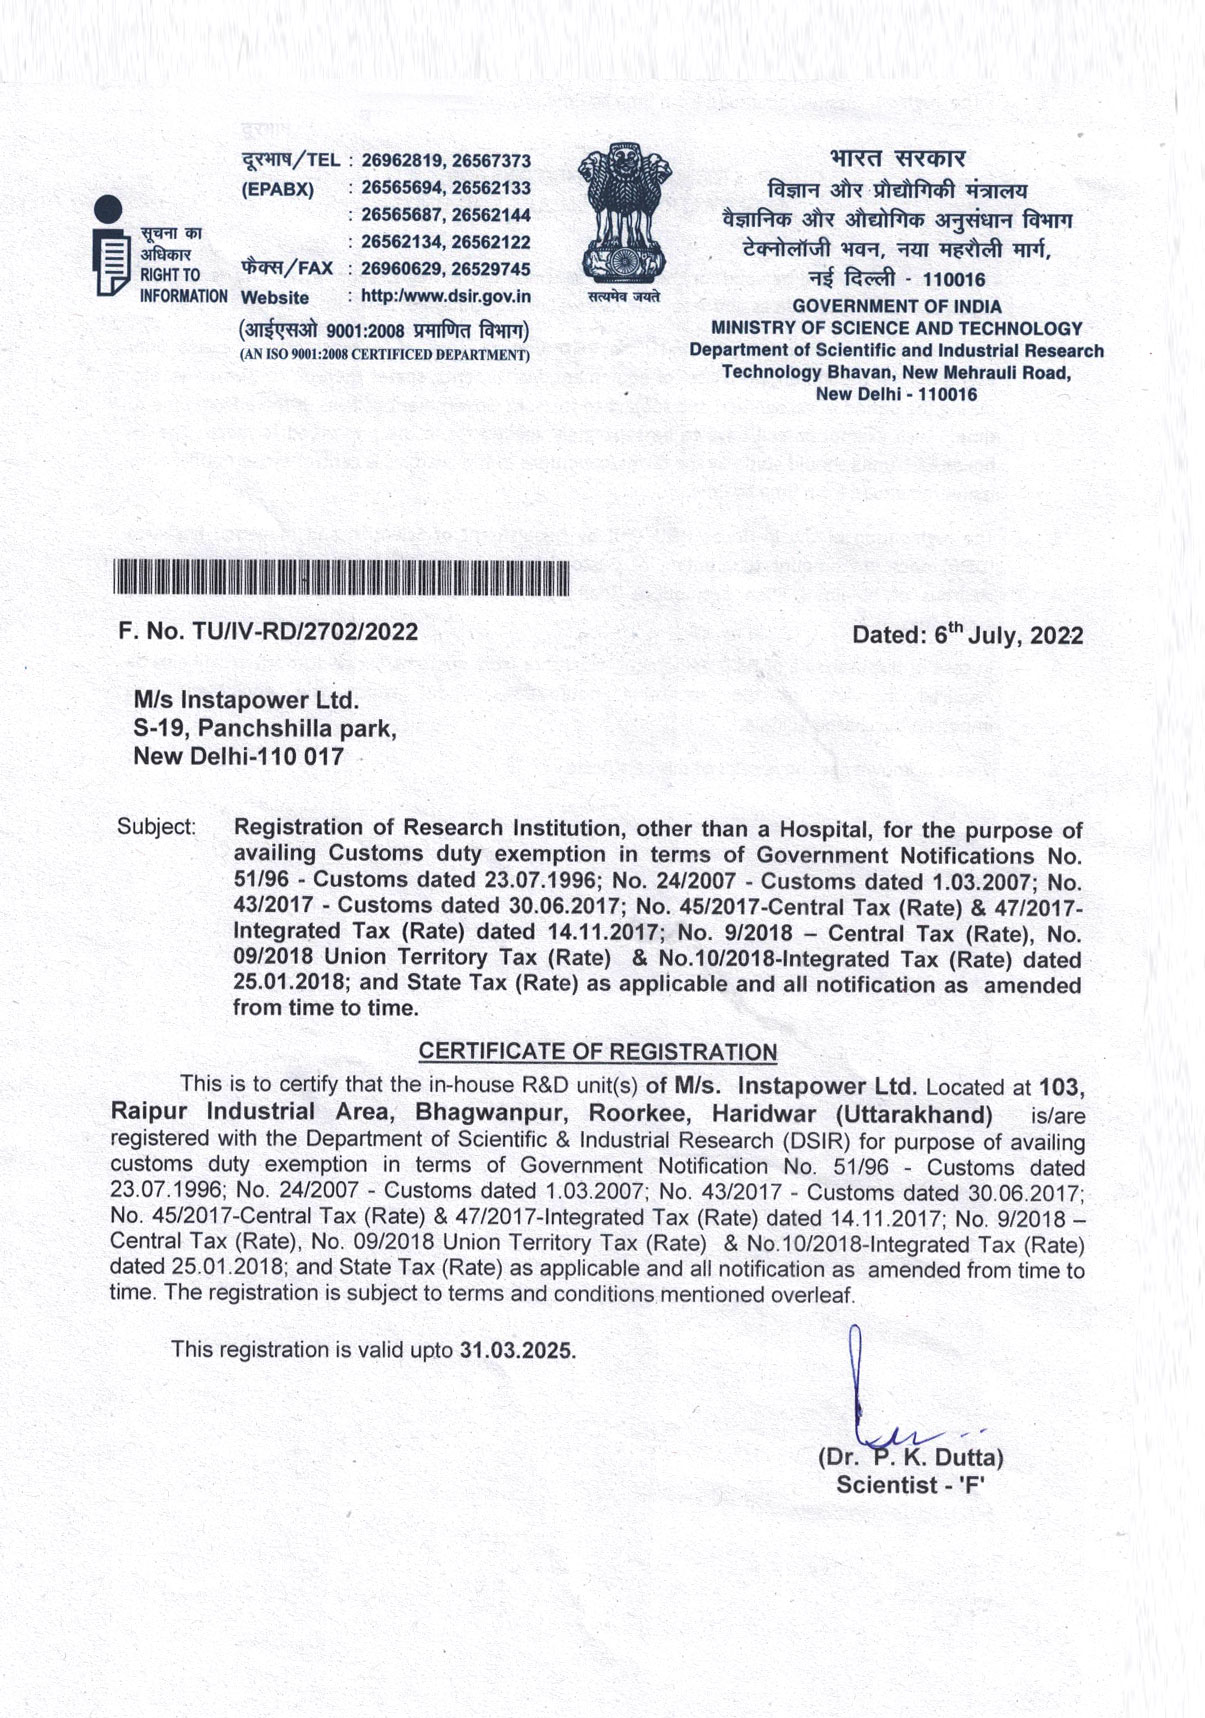 दूरभाष/TEL : 26962819, 26567373
(EPABX) : 26565694, 26562133
: 26565687, 26562144
: 26562134, 26562122
फैक्स/FAX : 26960629, 26529745
Website : http:/www.dsir.gov.in
(आईएसओ 9001:2008 प्रमाणित विभाग)
(AN ISO 9001:2008 CERTIFICED DEPARTMENT)
सूचना का
अधिकार
RIGHT TO
INFORMATION
सत्यमेव जयते
भारत सरकार
विज्ञान और प्रौद्योगिकी मंत्रालय
वैज्ञानिक और औद्योगिक अनुसंधान विभाग
टेक्नोलॉजी भवन, नया महरौली मार्ग,
नई दिल्ली - 110016
GOVERNMENT OF INDIA
MINISTRY OF SCIENCE AND TECHNOLOGY
Department of Scientific and Industrial Research
Technology Bhavan, New Mehrauli Road,
New Delhi - 110016
F. No. TU/IV-RD/2702/2022
Dated: 6th July, 2022
M/s Instapower Ltd.
S-19, Panchshilla park,
New Delhi-110 017
Subject: Registration of Research Institution, other than a Hospital, for the purpose of
availing Customs duty exemption in terms of Government Notifications No.
51/96 - Customs dated 23.07.1996; No. 24/2007 - Customs dated 1.03.2007; No.
43/2017 - Customs dated 30.06.2017; No. 45/2017-Central Tax (Rate) & 47/2017-
Integrated Tax (Rate) dated 14.11.2017; No. 9/2018 – Central Tax (Rate), No.
09/2018 Union Territory Tax (Rate) & No.10/2018-Integrated Tax (Rate) dated
25.01.2018; and State Tax (Rate) as applicable and all notification as amended
from time to time.
CERTIFICATE OF REGISTRATION
This is to certify that the in-house R&D unit(s) of M/s. Instapower Ltd. Located at 103,
Raipur Industrial Area, Bhagwanpur, Roorkee, Haridwar (Uttarakhand) is/are
registered with the Department of Scientific & Industrial Research (DSIR) for purpose of availing
customs duty exemption in terms of Government Notification No. 51/96 - Customs dated
23.07.1996; No. 24/2007 - Customs dated 1.03.2007; No. 43/2017 - Customs dated 30.06.2017;
No. 45/2017-Central Tax (Rate) & 47/2017-Integrated Tax (Rate) dated 14.11.2017; No. 9/2018 –
Central Tax (Rate), No. 09/2018 Union Territory Tax (Rate) & No.10/2018-Integrated Tax (Rate)
dated 25.01.2018; and State Tax (Rate) as applicable and all notification as amended from time to
time. The registration is subject to terms and conditions mentioned overleaf.
This registration is valid upto 31.03.2025.
(Dr. P. K. Dutta)
Scientist - 'F'